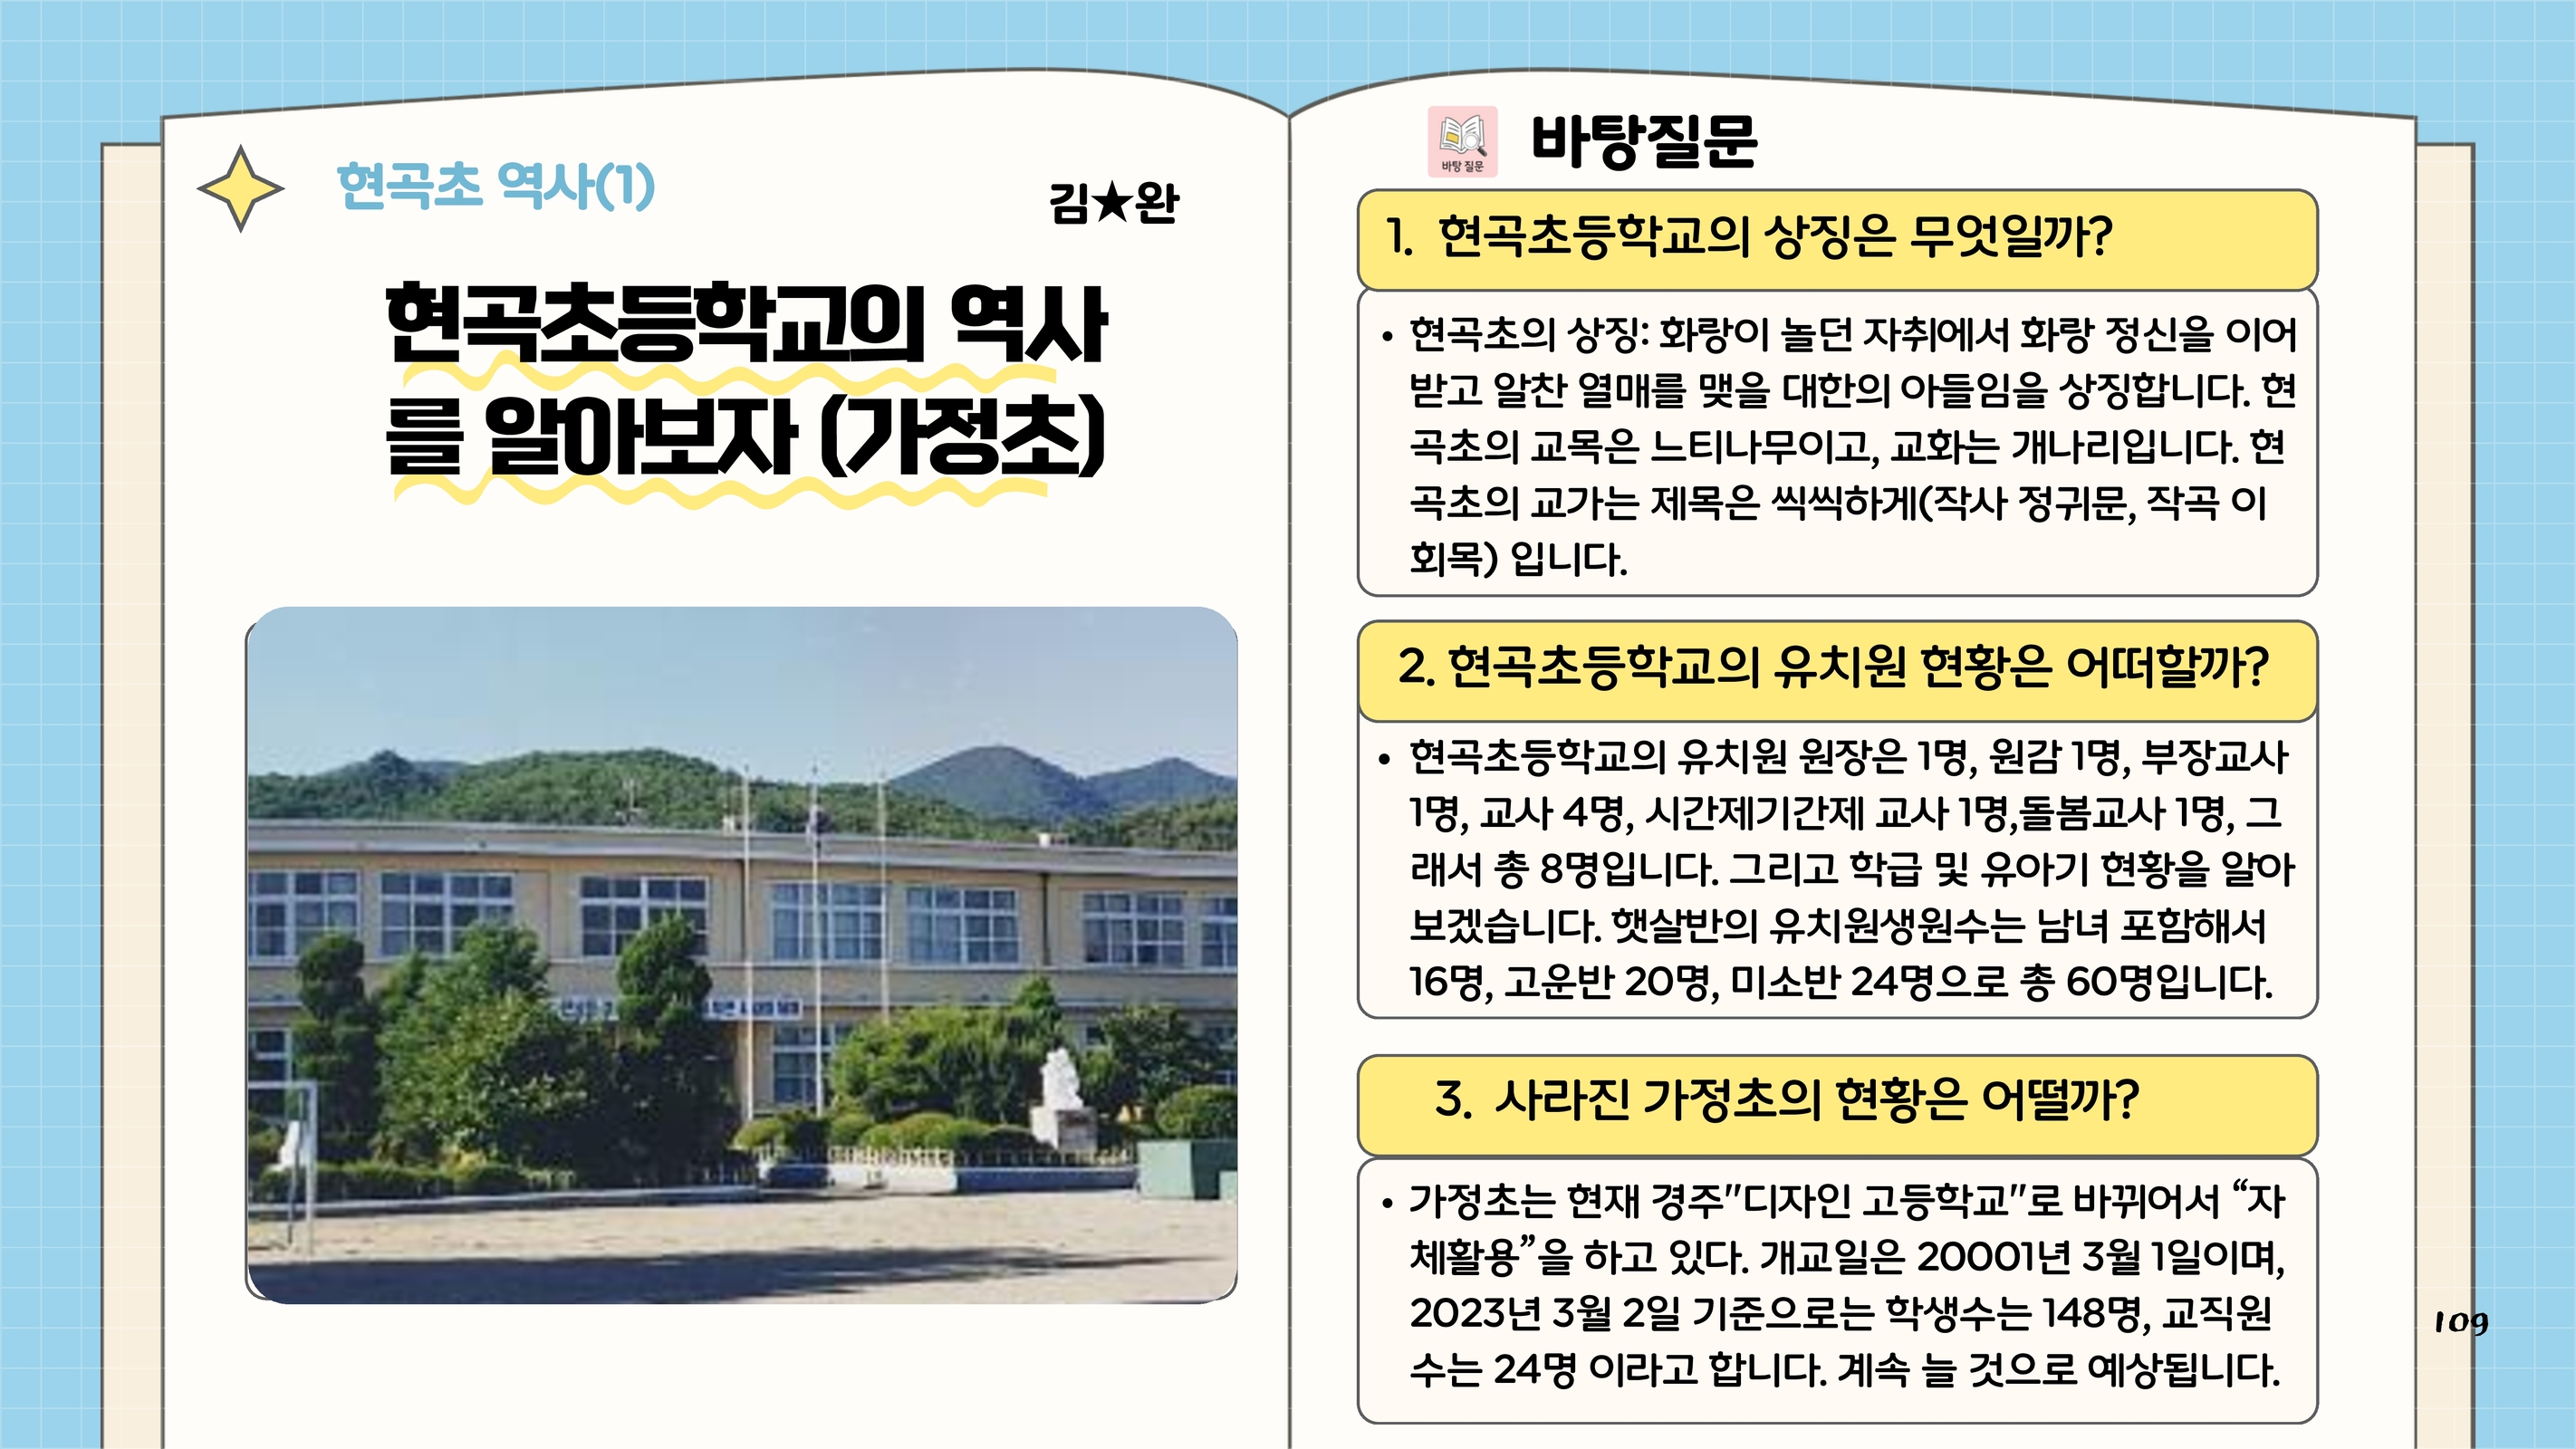 현곡초 역사(1)
김★완
현곡초등학교의 역사
를 알아보자 (가정초)
바탕 질문
바탕질문
1. 현곡초등학교의 상징은 무엇일까?
• 현곡초의 상징: 화랑이 놀던 자취에서 화랑 정신을 이어
받고 알찬 열매를 맺을 대한의 아들임을 상징합니다. 현
곡초의 교목은 느티나무이고, 교화는 개나리입니다. 현
곡초의 교가는 제목은 씩씩하게(작사 정귀문, 작곡 이
회목) 입니다.
2. 현곡초등학교의 유치원 현황은 어떠할까?
• 현곡초등학교의 유치원 원장은 1명, 원감 1명, 부장교사
1명, 교사 4명, 시간제기간제 교사 1명,돌봄교사 1명, 그
래서 총 8명입니다. 그리고 학급 및 유아기 현황을 알아
보겠습니다. 햇살반의 유치원생원수는 남녀 포함해서
16명, 고운반 20명, 미소반 24명으로 총 60명입니다.
3. 사라진 가정초의 현황은 어떨까?
• 가정초는 현재 경주"디자인 고등학교"로 바뀌어서 “자
체활용”을 하고 있다. 개교일은 20001년 3월 1일이며,
2023년 3월 2일 기준으로는 학생수는 148명, 교직원
수는 24명 이라고 합니다. 계속 늘 것으로 예상됩니다.
109